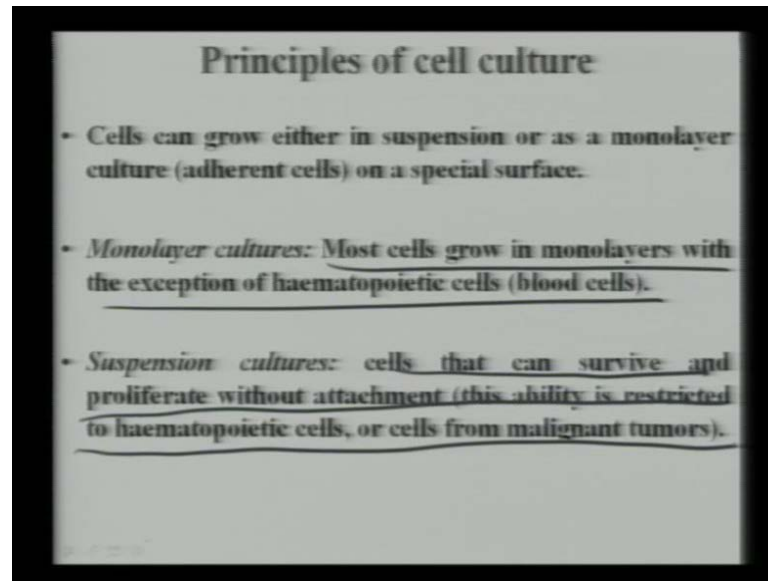 Principles of cell culture
• Cells can grow either in suspension or as a monolayer
culture (adherent cells) on a special surface.
• Monolayer cultures: Most cells grow in monolayers with
the exception of haematopoietic cells (blood cells).
• Suspension cultures: cells that can survive and
proliferate without attachment (this ability is restricted
to haematopoietic cells, or cells from malignant tumors).